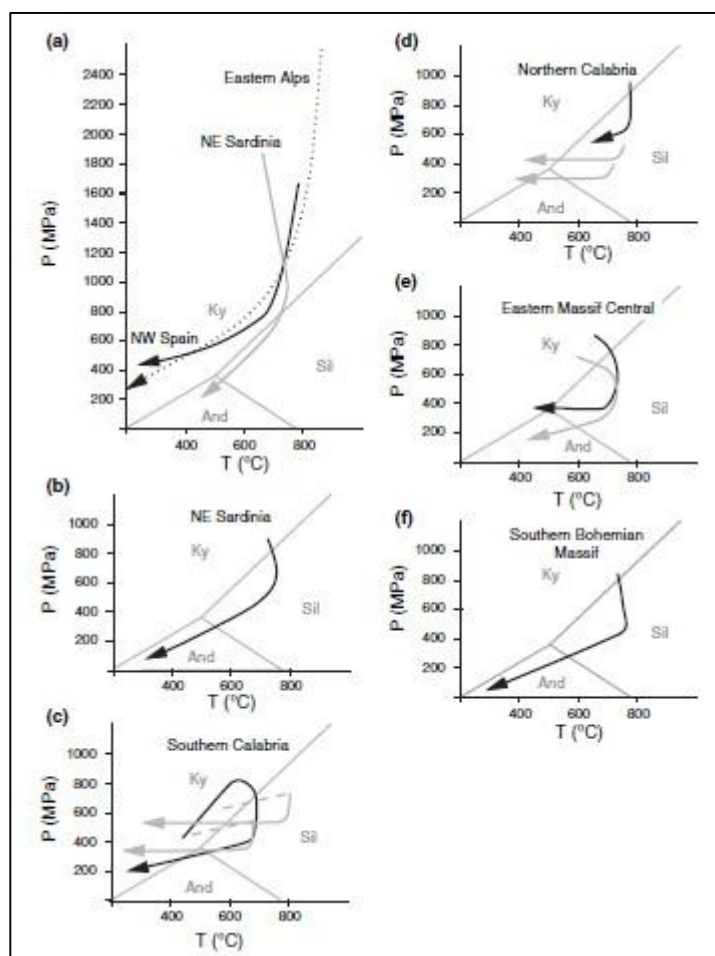 (a)
2400
2200
2000
1800
1600
1400
1200
1000
800
600
400
200
P (MPa)
Eastern Alps
NE Sardinia
NW Spain
Ky
Sil
And
400 600 800
T (°C)
(b)
NE Sardinia
1000
800
600
400
200
P (MPa)
Ky
Sil
And
400 600 800
T (°C)
(c)
Southern Calabria
1000
800
600
400
200
P (MPa)
Ky
Sil
And
400 600 800
T (°C)
(d)
Northern Calabria
1000
800
600
400
200
P (MPa)
Ky
Sil
And
400 600 800
T (°C)
(e)
Eastern Massif Central
1000
800
600
400
200
P (MPa)
Ky
Sil
And
400 600 800
T (°C)
(f)
Southern Bohemian
Massif
1000
800
600
400
200
P (MPa)
Ky
Sil
And
400 600 800
T (°C)